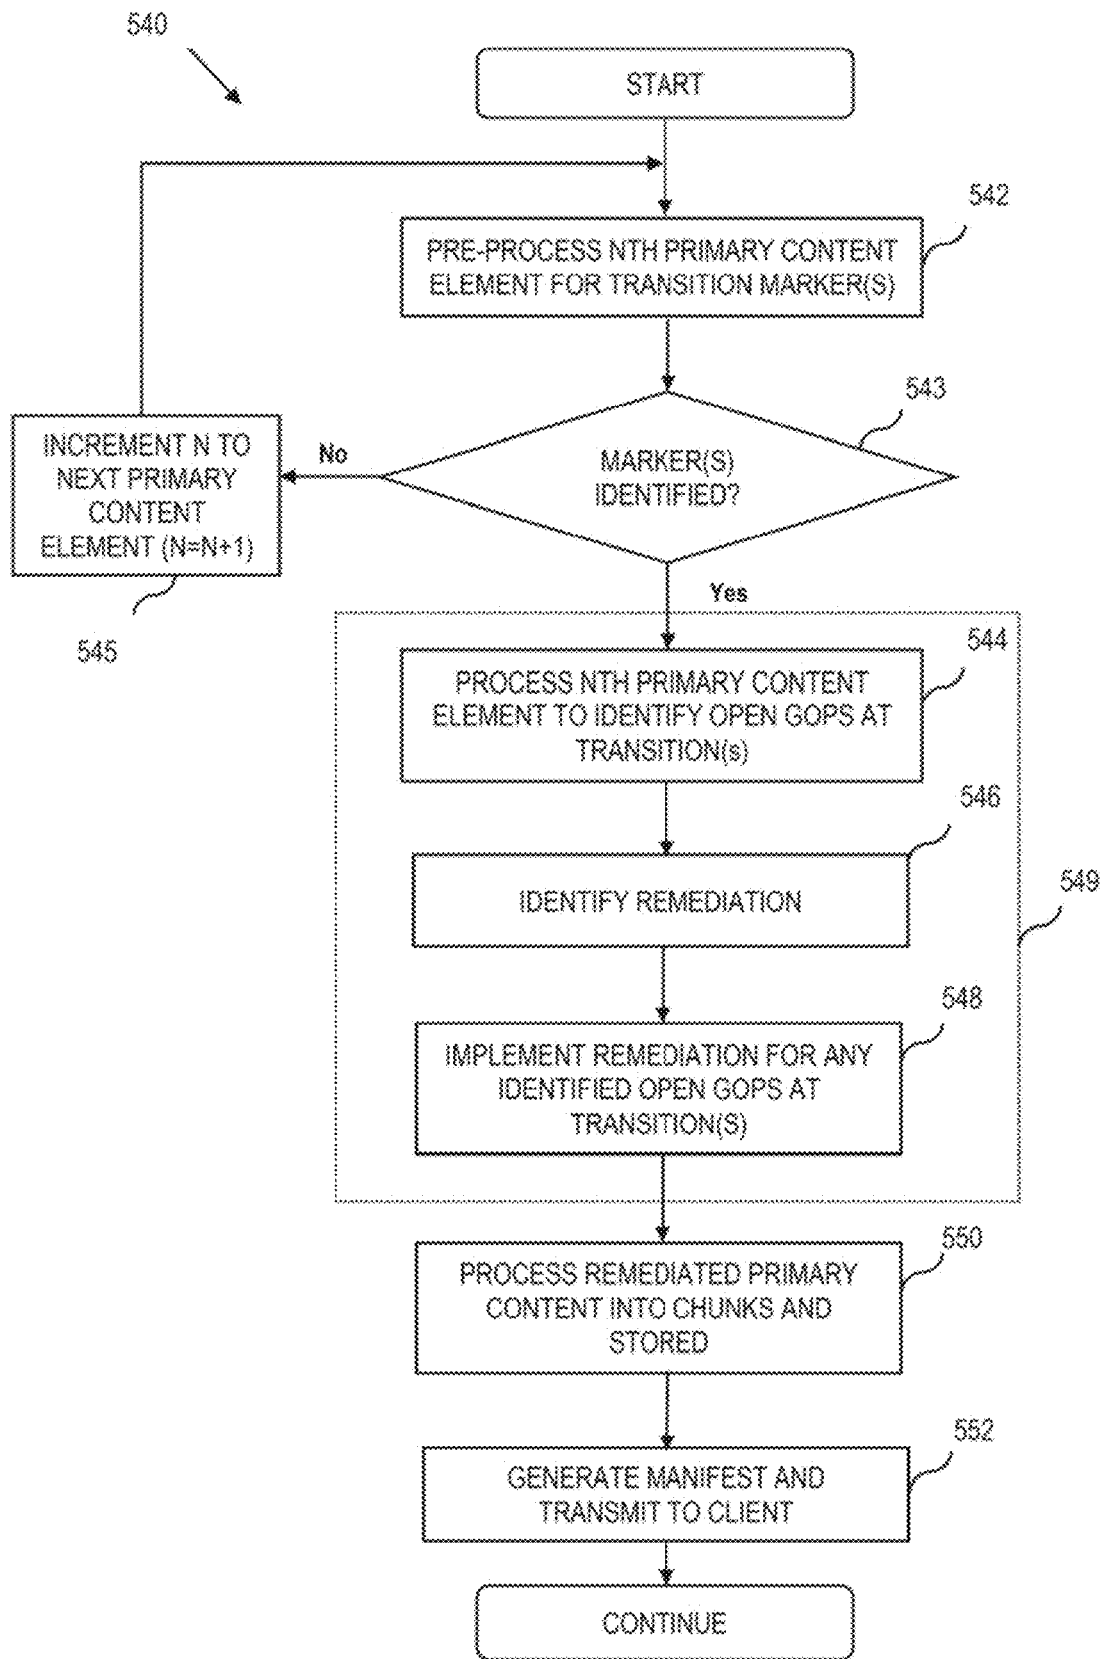 540
START
542
PRE-PROCESS NTH PRIMARY CONTENT
ELEMENT FOR TRANSITION MARKER(S)
543
MARKER(S)
IDENTIFIED?
No
INCREMENT N TO
NEXT PRIMARY
CONTENT
ELEMENT (N=N+1)
545
Yes
544
PROCESS NTH PRIMARY CONTENT
ELEMENT TO IDENTIFY OPEN GOPS AT
TRANSITION(s)
546
IDENTIFY REMEDIATION
549
548
IMPLEMENT REMEDIATION FOR ANY
IDENTIFIED OPEN GOPS AT
TRANSITION(S)
550
PROCESS REMEDIATED PRIMARY
CONTENT INTO CHUNKS AND
STORED
552
GENERATE MANIFEST AND
TRANSMIT TO CLIENT
CONTINUE